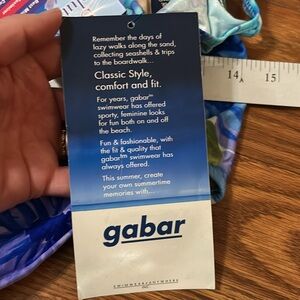 Remember the days of
lazy walks along the sand,
collecting seashells & trips
to the boardwalk...
Classic Style,
comfort and fit.
For years, gabar™
swimwear has offered
sporty, feminine looks
for fun both on and off
the beach.
Fun & fashionable, with
the fit & quality that
gabar™ swimwear has
always offered.
This summer, create
your own summertime
memories with...
gabar
SWIMWEAR ANYWHERE
14
15